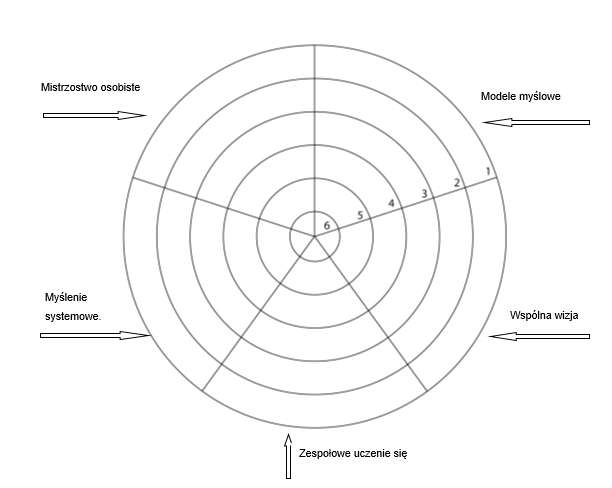 Mistrzostwo osobiste
Modele myślowe
1
2
3
4
5
6
Myślenie
systemowe.
Wspólna wizja
Zespołowe uczenie się